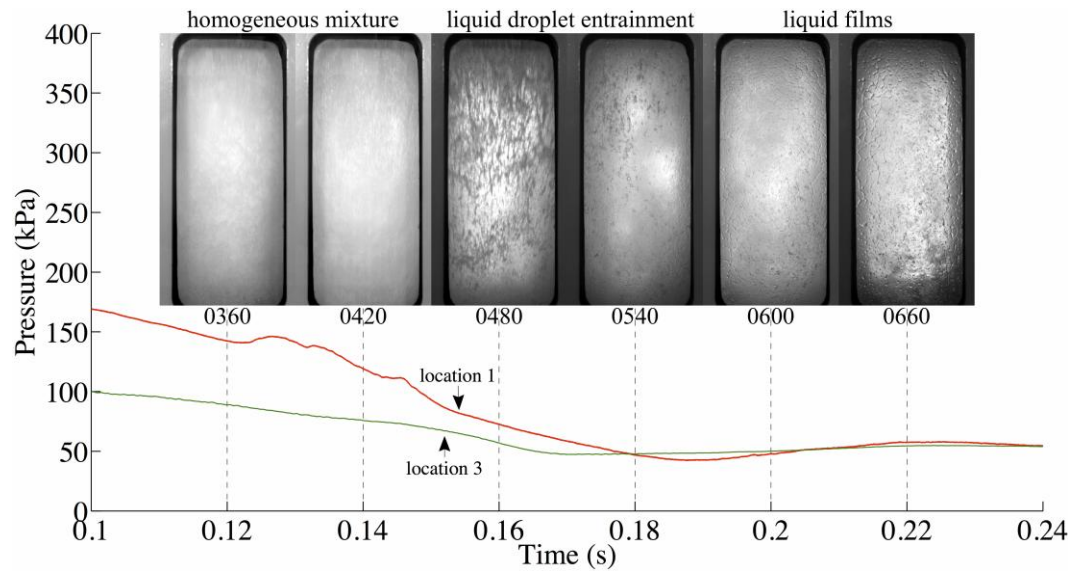 homogeneous mixture liquid droplet entrainment liquid films
400
350
300
250
200
150
100
50
0
Pressure (kPa)
0360 0420 0480 0540 0600 0660
location 1
location 3
0.1 0.12 0.14 0.16 0.18 0.2 0.22 0.24
Time (s)